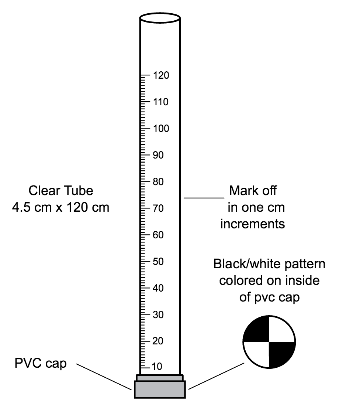 120
110
100
90
80
70
60
50
40
30
20
10
Clear Tube
4.5 cm x 120 cm
Mark off
in one cm
increments
Black/white pattern
colored on inside
of pvc cap
PVC cap